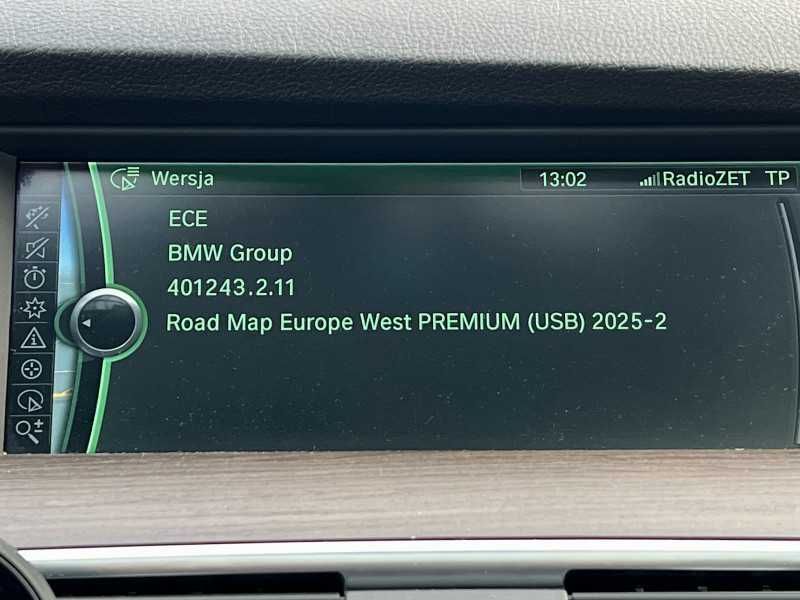 Wersja 13:02 RadioZET TP
ECE
BMW Group
401243.2.11
Road Map Europe West PREMIUM (USB) 2025-2